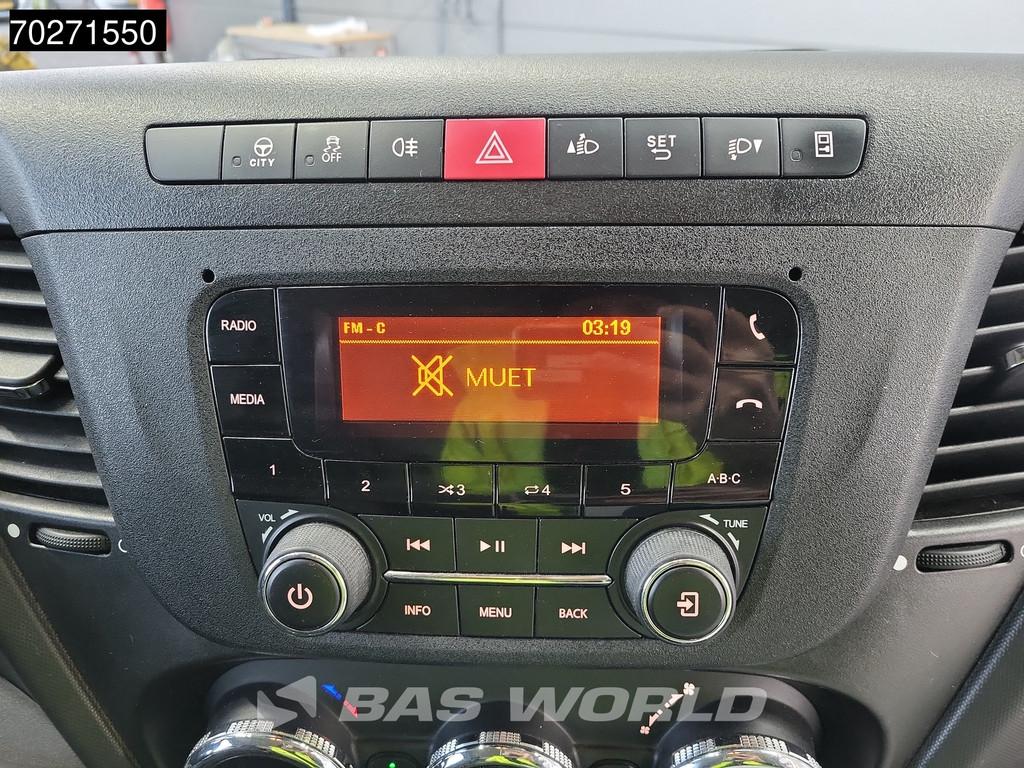 70271550
CITY
OFF
SET
RADIO
MEDIA
FM - C 03:19
MUET
1
2
3
4
5
A·B·C
VOL
TUNE
INFO
MENU
BACK
BAS WORLD